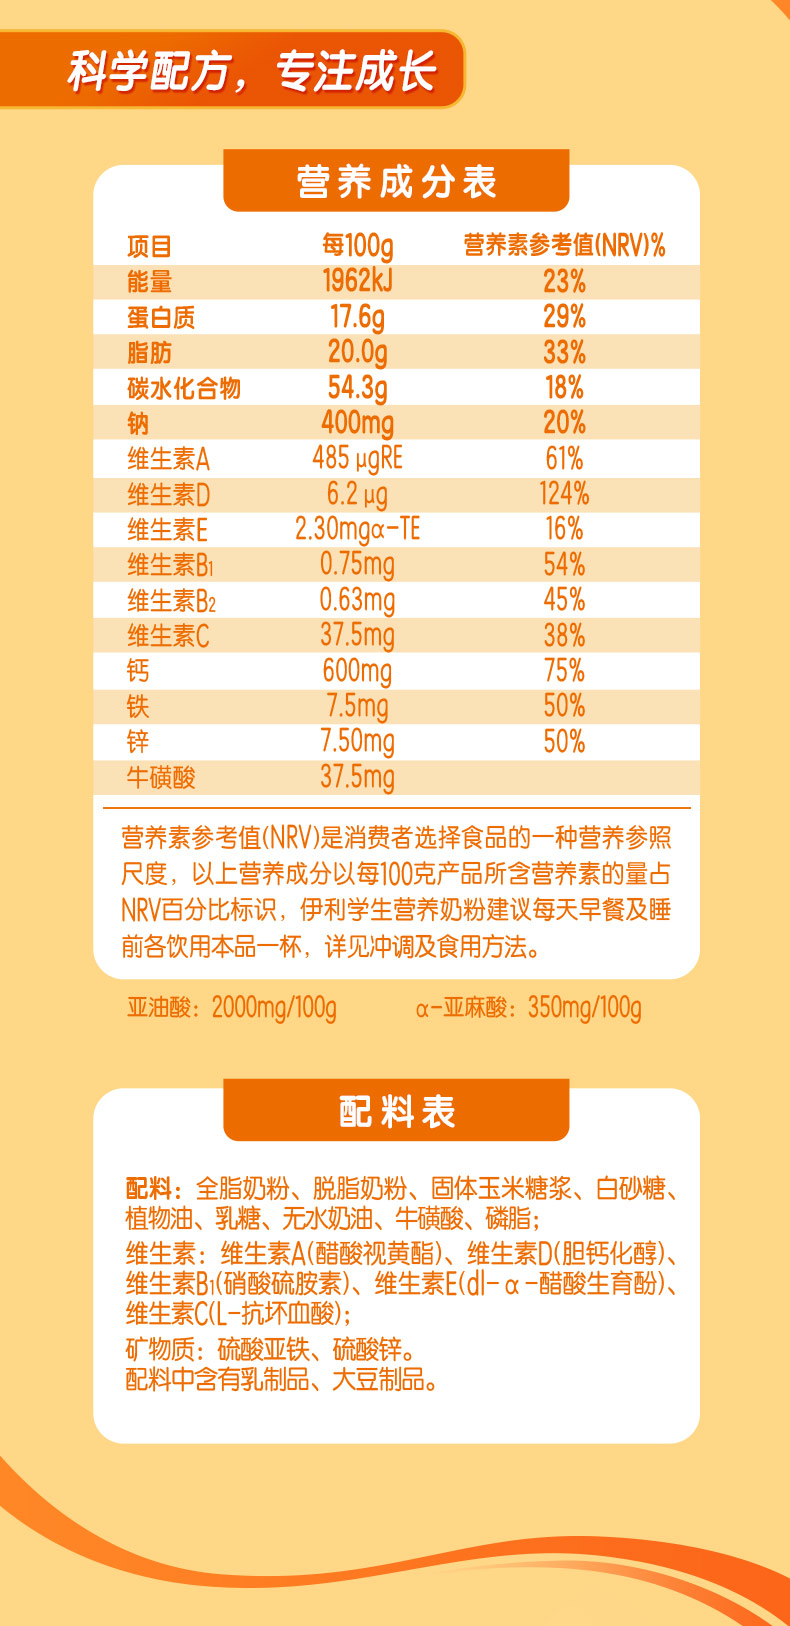 科学配方，专注成长
营养成分表
项目 每100g 营养素参考值(NRV)%
能量 1962kJ 23%
蛋白质 17.6g 29%
脂肪 20.0g 33%
碳水化合物 54.3g 18%
钠 400mg 20%
维生素A 485 μgRE 61%
维生素D 6.2 μg 124%
维生素E 2.30mgα-TE 16%
维生素B1 0.75mg 54%
维生素B2 0.63mg 45%
维生素C 37.5mg 38%
钙 600mg 75%
铁 7.5mg 50%
锌 7.50mg 50%
牛磺酸 37.5mg
营养素参考值(NRV)是消费者选择食品的一种营养参照
尺度，以上营养成分以每100克产品所含营养素的量占
NRV百分比标识，伊利学生营养奶粉建议每天早餐及睡
前各饮用本品一杯，详见冲调及食用方法。
亚油酸：2000mg/100g α-亚麻酸：350mg/100g
配料表
配料：全脂奶粉、脱脂奶粉、固体玉米糖浆、白砂糖、
植物油、乳糖、无水奶油、牛磺酸、磷脂；
维生素：维生素A(醋酸视黄酯)、维生素D(胆钙化醇)、
维生素B1(硝酸硫胺素)、维生素E(dl-α-醋酸生育酚)、
维生素C(L-抗坏血酸)；
矿物质：硫酸亚铁、硫酸锌。
配料中含有乳制品、大豆制品。